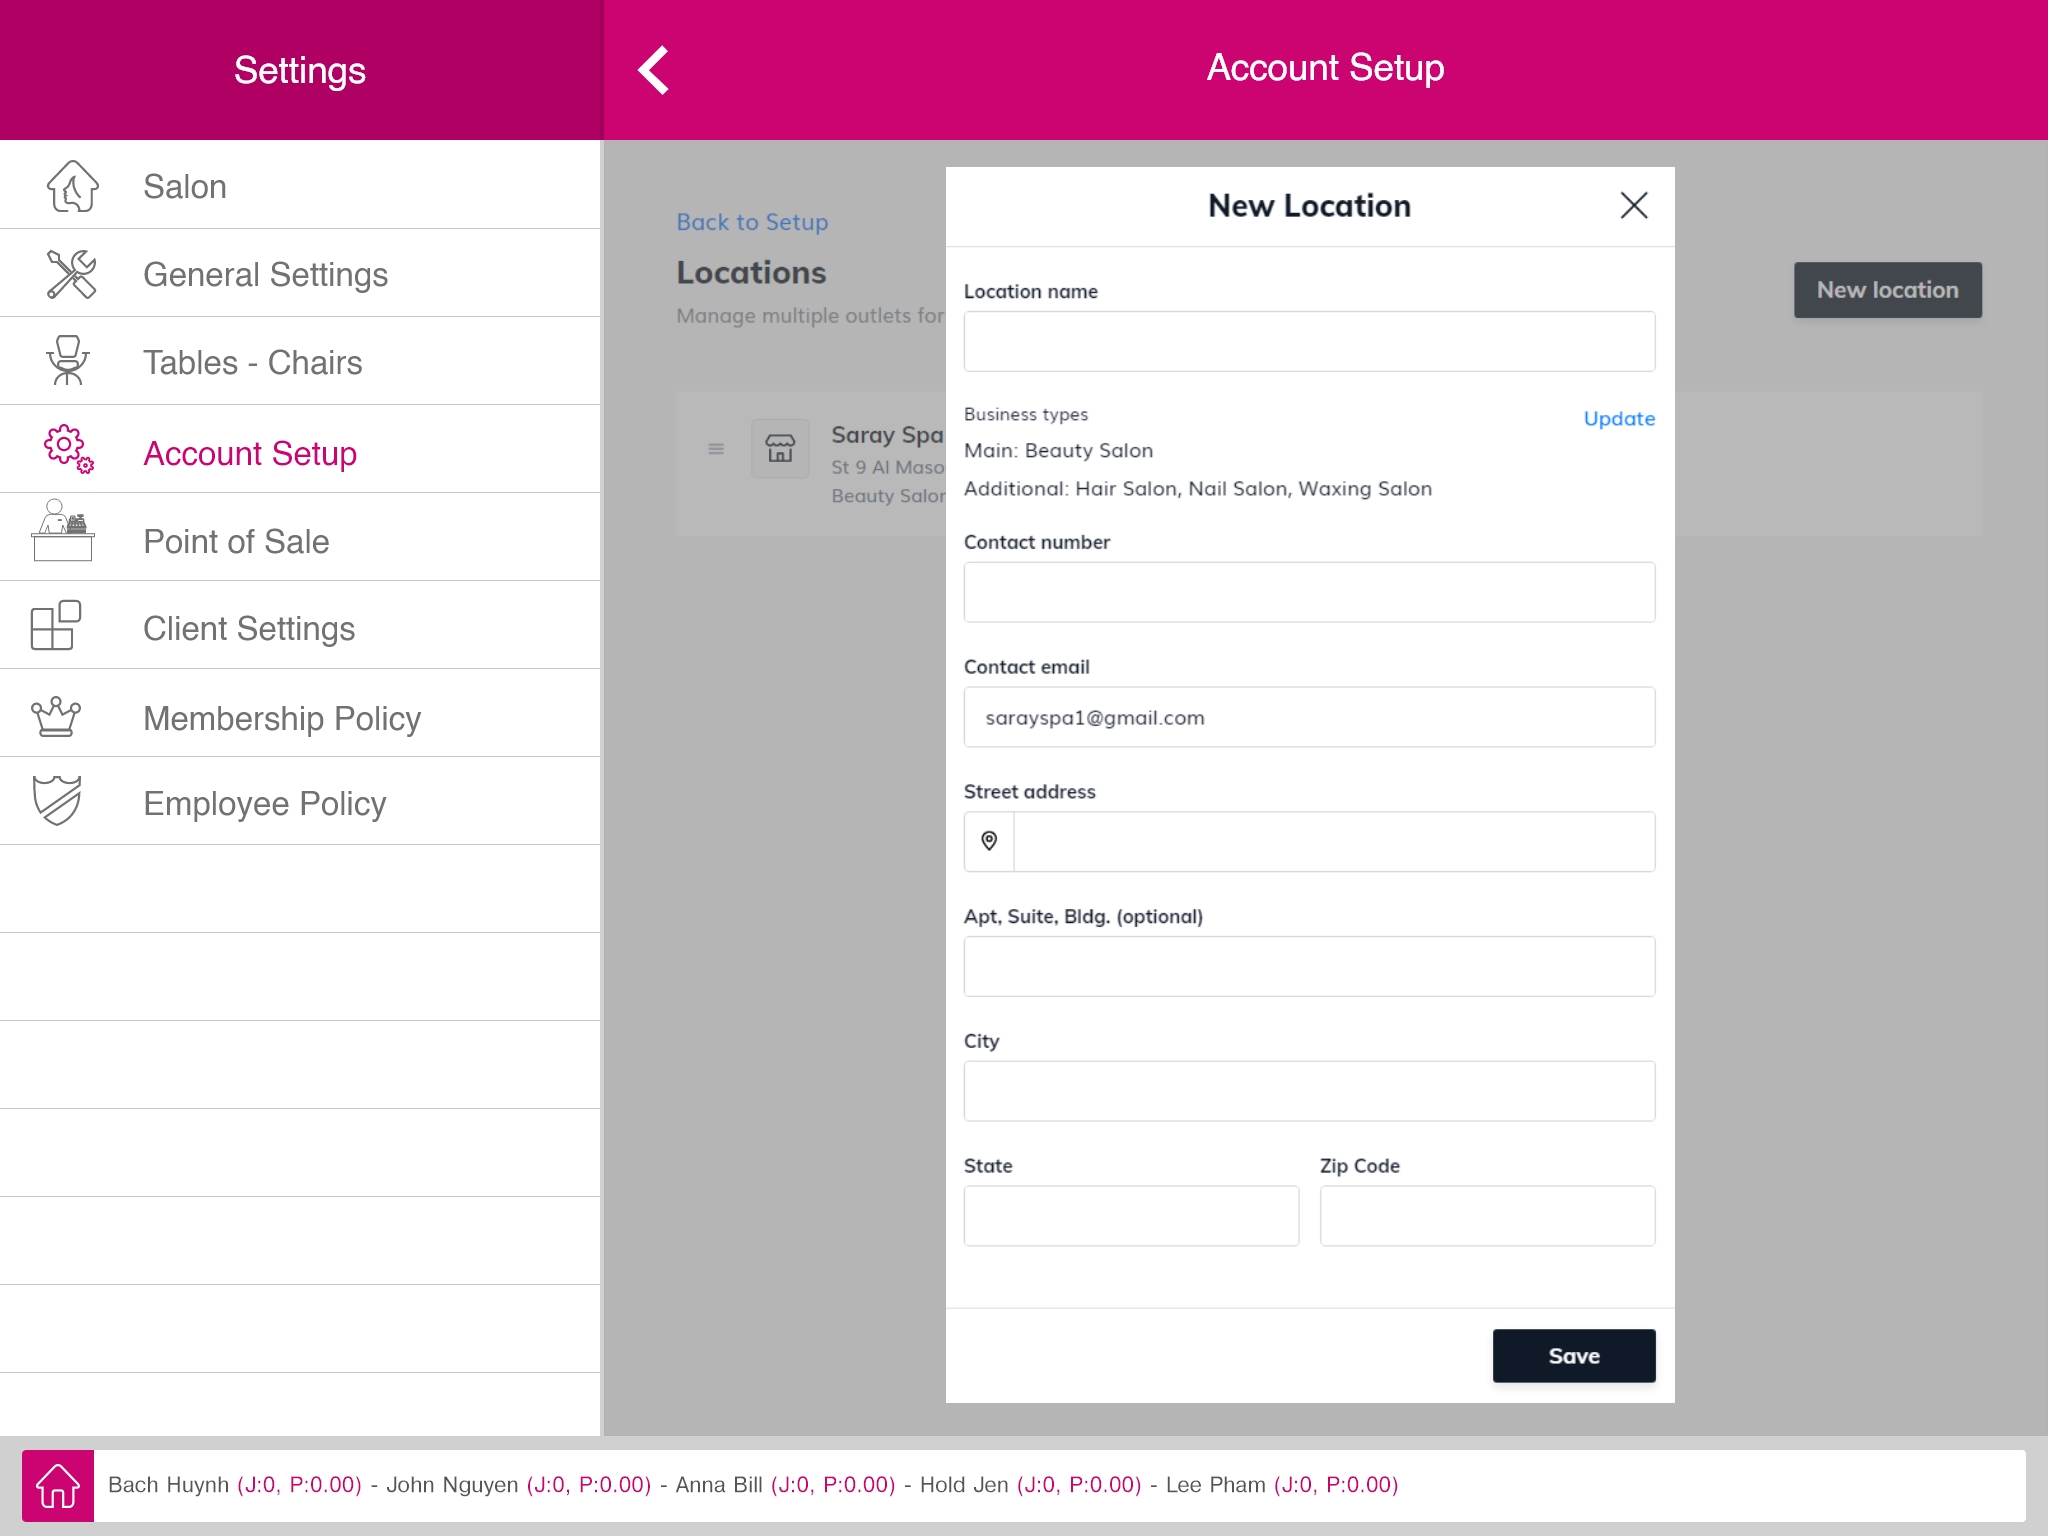 Settings
Account Setup
Salon
General Settings
Tables - Chairs
Account Setup
Point of Sale
Client Settings
Membership Policy
Employee Policy
Back to Setup
Locations
Manage multiple outlets for
New location
Saray Spa
St 9 Al Maso
Beauty Salon
New Location
Location name
Business types
Update
Main: Beauty Salon
Additional: Hair Salon, Nail Salon, Waxing Salon
Contact number
Contact email
sarayspa1@gmail.com
Street address
Apt, Suite, Bldg. (optional)
City
State
Zip Code
Save
Bach Huynh (J:0, P:0.00) - John Nguyen (J:0, P:0.00) - Anna Bill (J:0, P:0.00) - Hold Jen (J:0, P:0.00) - Lee Pham (J:0, P:0.00)